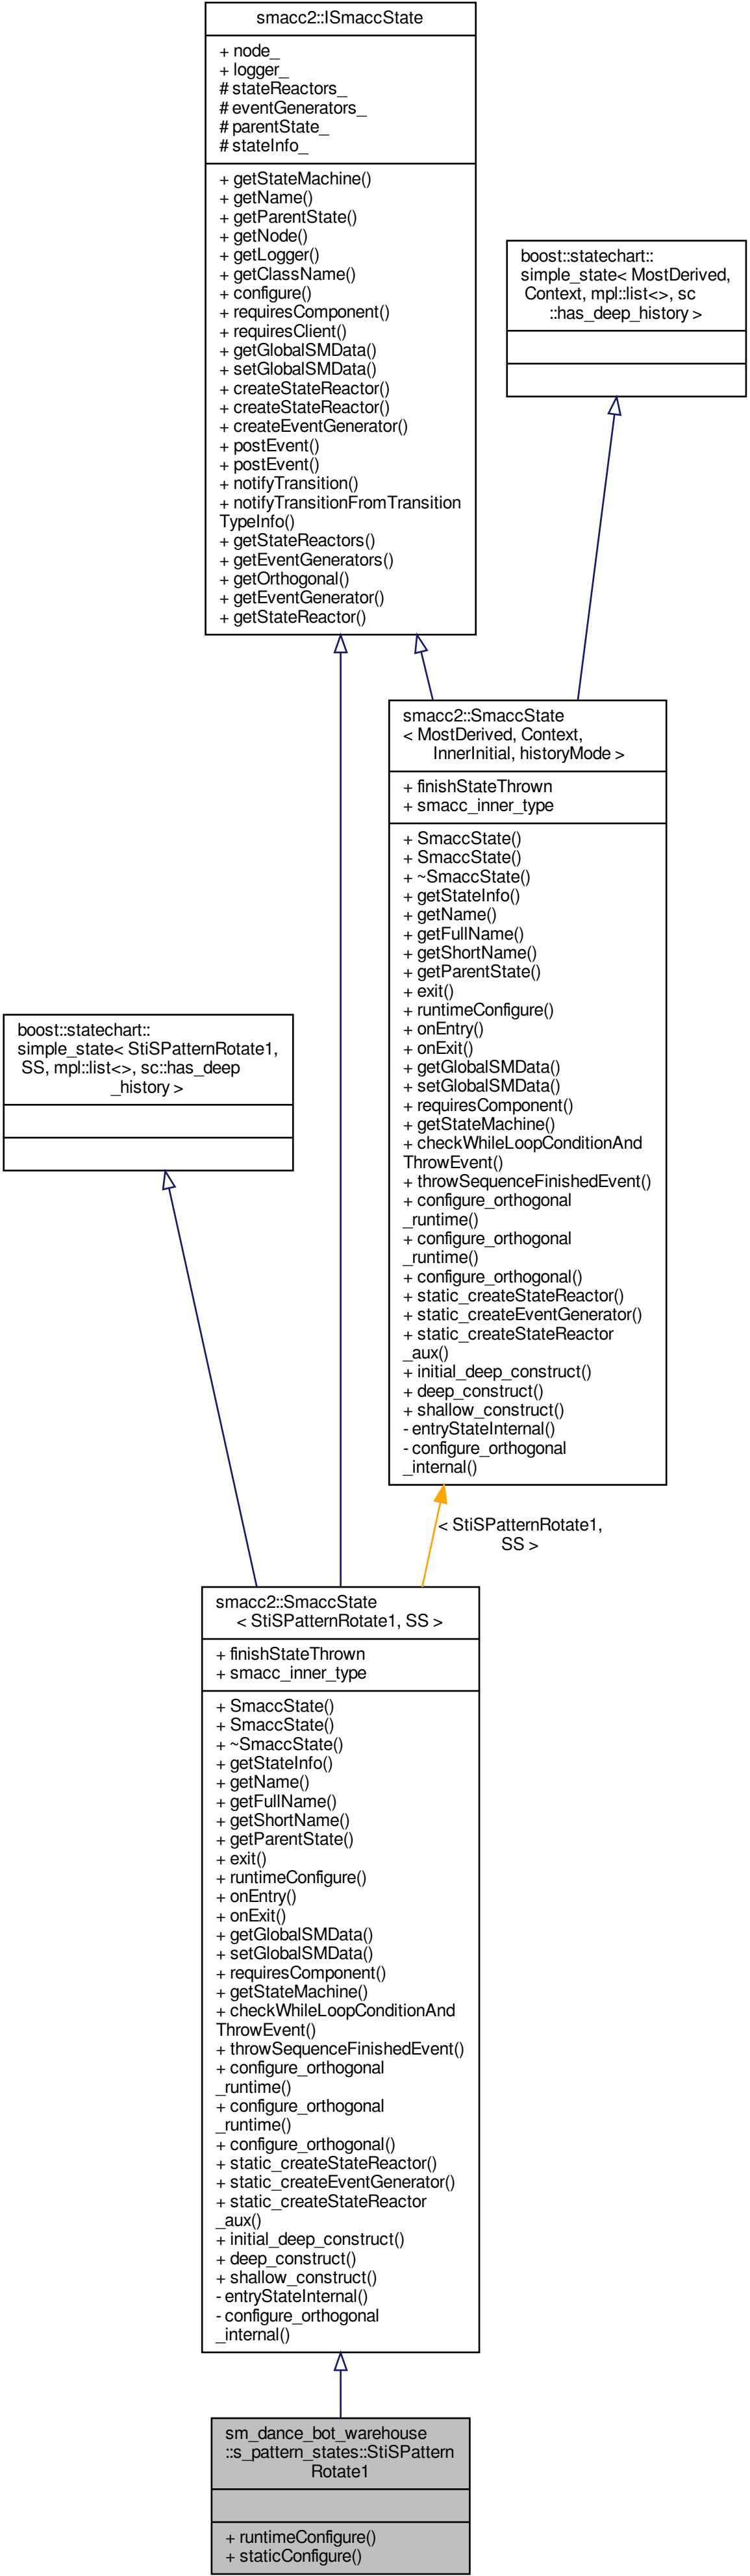 smacc2::ISmaccState
+ node_
+ logger_
# stateReactors_
# eventGenerators_
# parentState_
# stateInfo_
+ getStateMachine()
+ getName()
+ getParentState()
+ getNode()
+ getLogger()
+ getClassName()
+ configure()
+ requiresComponent()
+ requiresClient()
+ getGlobalSMData()
+ setGlobalSMData()
+ createStateReactor()
+ createStateReactor()
+ createEventGenerator()
+ postEvent()
+ postEvent()
+ notifyTransition()
+ notifyTransitionFromTransition
TypeInfo()
+ getStateReactors()
+ getEventGenerators()
+ getOrthogonal()
+ getEventGenerator()
+ getStateReactor()
boost::statechart::
simple_state< MostDerived,
Context, mpl::list<>, sc
::has_deep_history >
smacc2::SmaccState
< MostDerived, Context,
InnerInitial, historyMode >
+ finishStateThrown
+ smacc_inner_type
+ SmaccState()
+ SmaccState()
+ ~SmaccState()
+ getStateInfo()
+ getName()
+ getFullName()
+ getShortName()
+ getParentState()
+ exit()
+ runtimeConfigure()
+ onEntry()
+ onExit()
+ getGlobalSMData()
+ setGlobalSMData()
+ requiresComponent()
+ getStateMachine()
+ checkWhileLoopConditionAnd
ThrowEvent()
+ throwSequenceFinishedEvent()
+ configure_orthogonal
_runtime()
+ configure_orthogonal
_runtime()
+ configure_orthogonal()
+ static_createStateReactor()
+ static_createEventGenerator()
+ static_createStateReactor
_aux()
+ initial_deep_construct()
+ deep_construct()
+ shallow_construct()
- entryStateInternal()
- configure_orthogonal
_internal()
boost::statechart::
simple_state< StiSPatternRotate1,
SS, mpl::list<>, sc::has_deep
_history >
< StiSPatternRotate1,
SS >
smacc2::SmaccState
< StiSPatternRotate1, SS >
+ finishStateThrown
+ smacc_inner_type
+ SmaccState()
+ SmaccState()
+ ~SmaccState()
+ getStateInfo()
+ getName()
+ getFullName()
+ getShortName()
+ getParentState()
+ exit()
+ runtimeConfigure()
+ onEntry()
+ onExit()
+ getGlobalSMData()
+ setGlobalSMData()
+ requiresComponent()
+ getStateMachine()
+ checkWhileLoopConditionAnd
ThrowEvent()
+ throwSequenceFinishedEvent()
+ configure_orthogonal
_runtime()
+ configure_orthogonal
_runtime()
+ configure_orthogonal()
+ static_createStateReactor()
+ static_createEventGenerator()
+ static_createStateReactor
_aux()
+ initial_deep_construct()
+ deep_construct()
+ shallow_construct()
- entryStateInternal()
- configure_orthogonal
_internal()
sm_dance_bot_warehouse
::s_pattern_states::StiSPattern
Rotate1
+ runtimeConfigure()
+ staticConfigure()